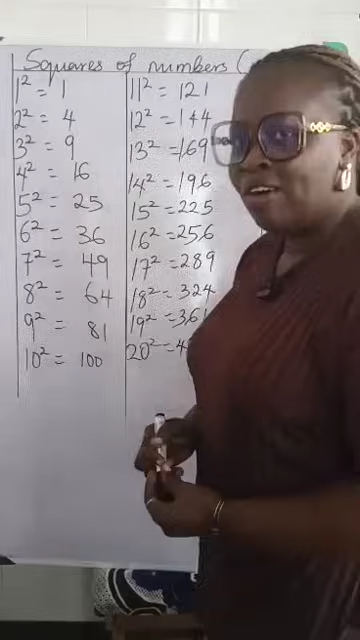 Squares of numbers (
1² = 1
2² = 4
3² = 9
4² = 16
5² = 25
6² = 36
7² = 49
8² = 64
9² = 81
10² = 100
11² = 121
12² = 144
13² = 169
14² = 196
15² = 225
16² = 256
17² = 289
18² = 324
19² = 361
20² = 4